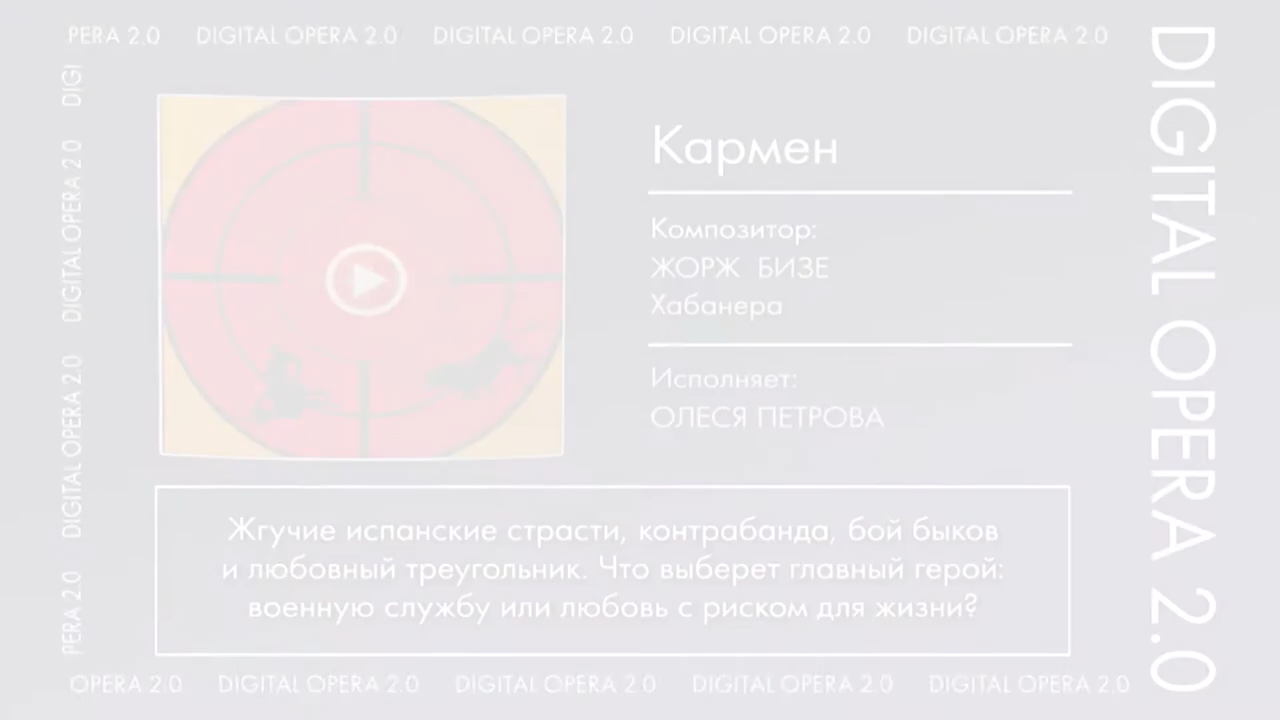 PERA 2.0 DIGITAL OPERA 2.0 DIGITAL OPERA 2.0 DIGITAL OPERA 2.0 DIGITAL OPERA 2.0
DIGI
DIGITAL OPERA 2.0
DIGITAL OPERA 2.0
PERA 2.0
Кармен
Композитор:
ЖОРЖ БИЗЕ
Хабанера
Исполняет:
ОЛЕСЯ ПЕТРОВА
Жгучие испанские страсти, контрабанда, бой быков
и любовный треугольник. Что выберет главный герой:
военную службу или любовь с риском для жизни?
DIGITAL OPERA 2.0
OPERA 2.0 DIGITAL OPERA 2.0 DIGITAL OPERA 2.0 DIGITAL OPERA 2.0 DIGITAL OPERA 2.0